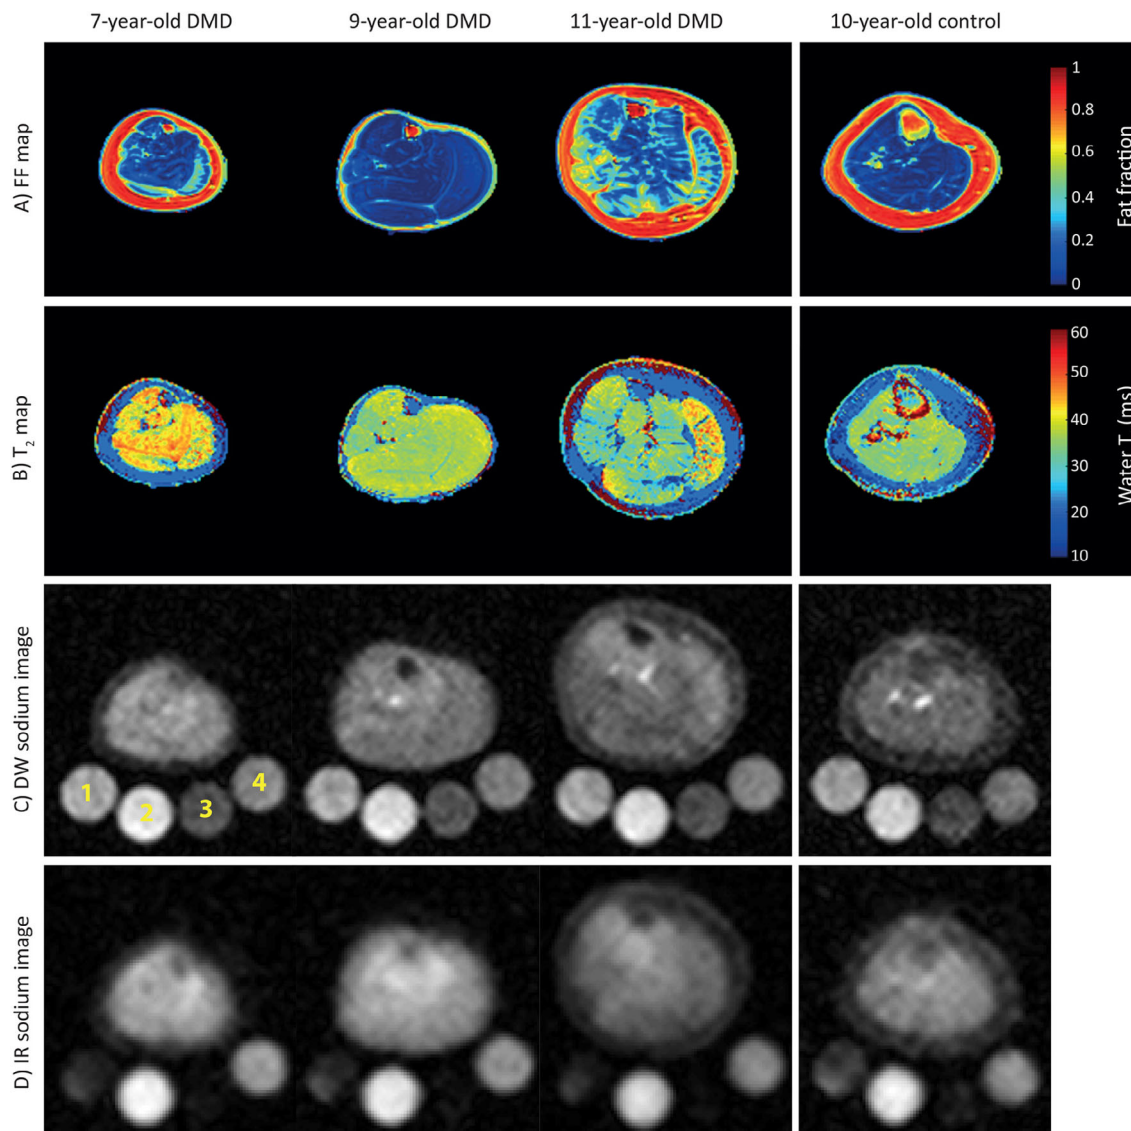 7-year-old DMD
9-year-old DMD
11-year-old DMD
10-year-old control
A) FF map
1
0.8
0.6
0.4
0.2
0
Fat fraction
B) T2 map
60
50
40
30
20
10
Water T2 (ms)
C) DW sodium image
1
2
3
4
D) IR sodium image